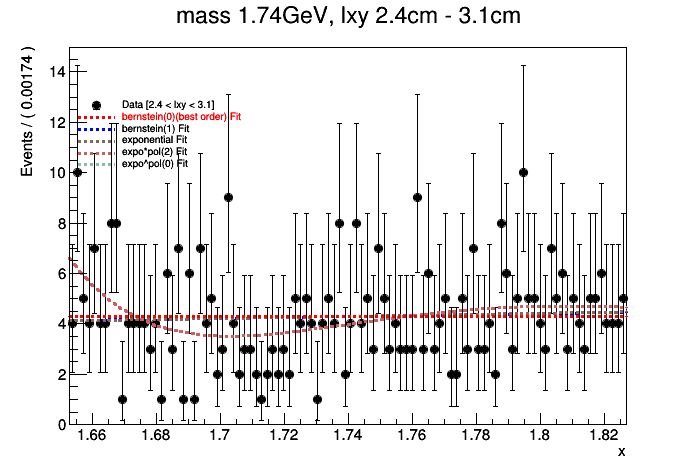 mass 1.74GeV, lxy 2.4cm - 3.1cm
Events / ( 0.00174 )
14
12
10
8
6
4
2
0
Data [2.4 < lxy < 3.1]
bernstein(0)(best order) Fit
bernstein(1) Fit
exponential Fit
expo*pol(2) Fit
expo^pol(0) Fit
1.66 1.68 1.7 1.72 1.74 1.76 1.78 1.8 1.82
x